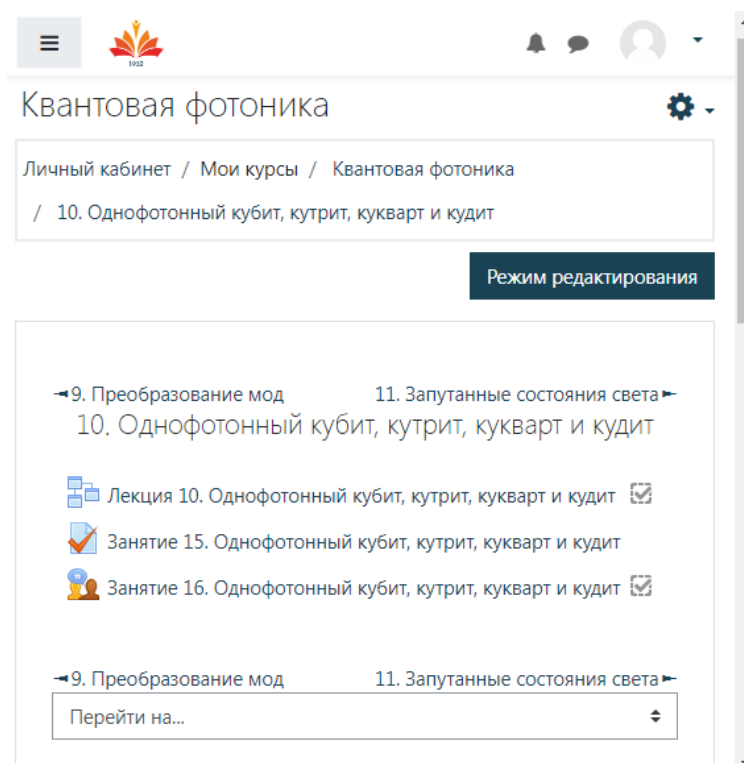 1932
Квантовая фотоника
Личный кабинет / Мои курсы / Квантовая фотоника
/ 10. Однофотонный кубит, кутрит, кукварт и кудит
Режим редактирования
9. Преобразование мод
11. Запутанные состояния света
10. Однофотонный кубит, кутрит, кукварт и кудит
Лекция 10. Однофотонный кубит, кутрит, кукварт и кудит
Занятие 15. Однофотонный кубит, кутрит, кукварт и кудит
Занятие 16. Однофотонный кубит, кутрит, кукварт и кудит
9. Преобразование мод
11. Запутанные состояния света
Перейти на...